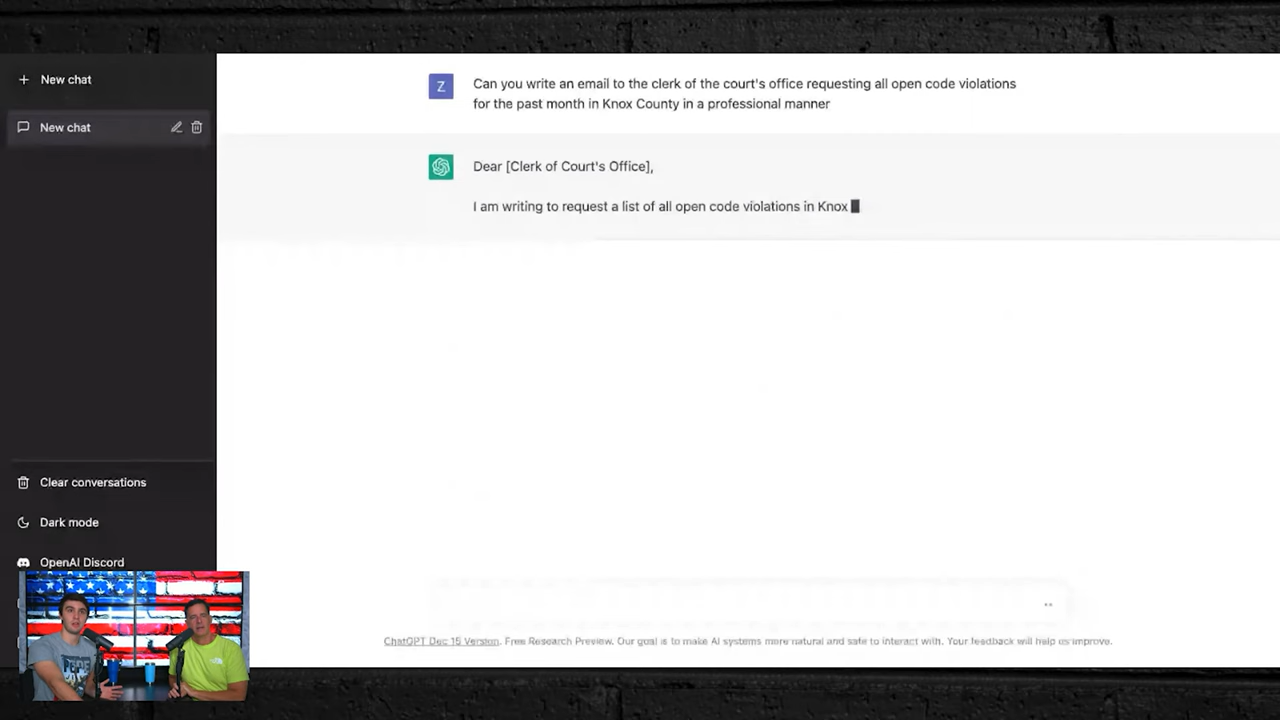 New chat
New chat
Z
Can you write an email to the clerk of the court's office requesting all open code violations
for the past month in Knox County in a professional manner
Dear [Clerk of Court's Office],
I am writing to request a list of all open code violations in Knox
Clear conversations
Dark mode
OpenAI Discord
ChatGPT Dec 15 Version. Free Research Preview. Our goal is to make AI systems more natural and safe to interact with. Your feedback will help us improve.